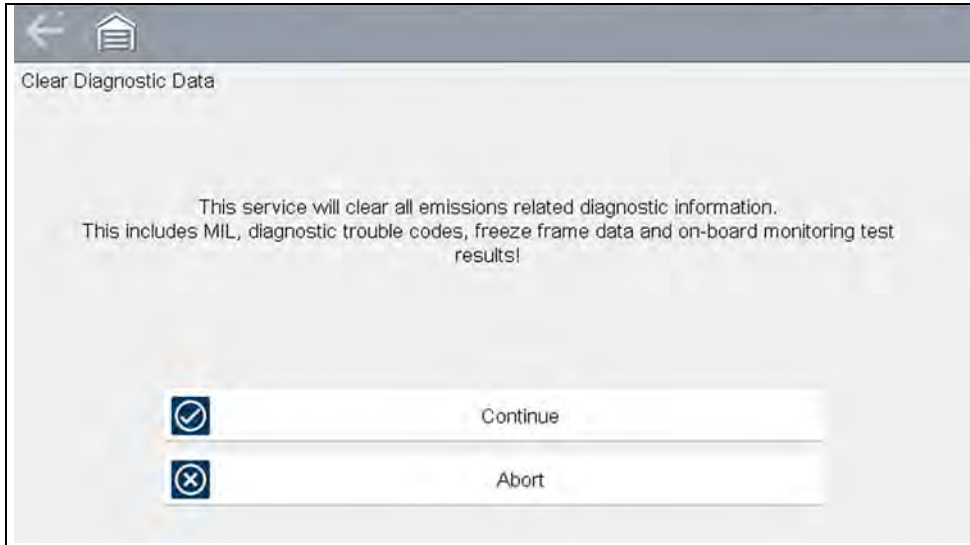 Clear Diagnostic Data
This service will clear all emissions related diagnostic information.
This includes MIL, diagnostic trouble codes, freeze frame data and on-board monitoring test
results!
Continue
Abort